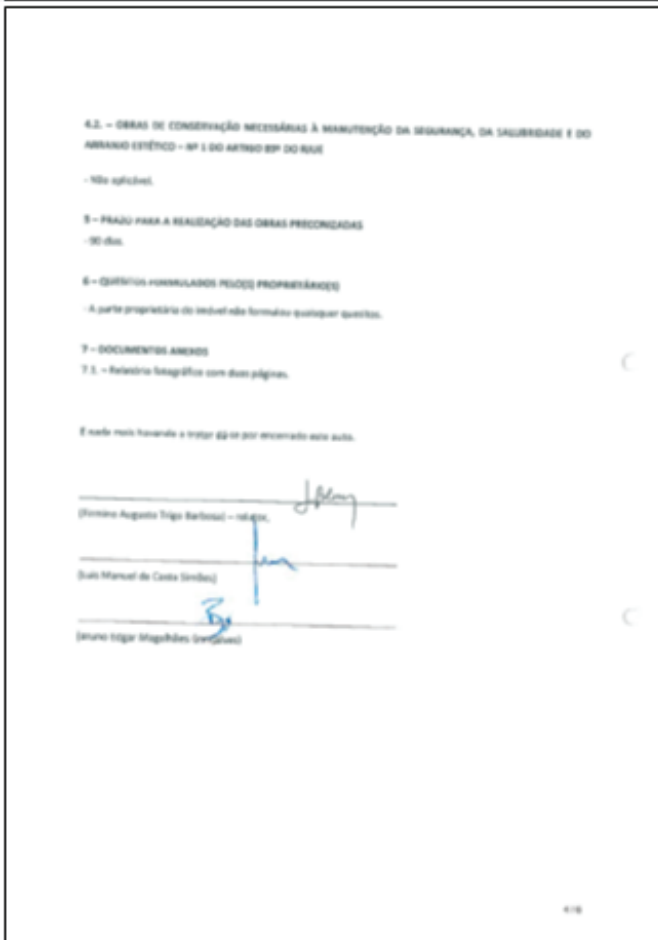 4.2. – OBRAS DE CONSERVAÇÃO NECESSÁRIAS À MANUTENÇÃO DA SEGURANÇA, DA SALUBRIDADE E DO
ARRANJO ESTÉTICO – Nº 1 DO ARTIGO 89º DO RJUE
- Não aplicável.
5 – PRAZO PARA A REALIZAÇÃO DAS OBRAS PRECONIZADAS
- 90 dias.
6 – QUESITOS FORMULADOS PELO(S) PROPRIETÁRIO(S)
- A parte proprietária do imóvel não formulou quaisquer quesitos.
7 – DOCUMENTOS ANEXOS
7.1. – Relatório fotográfico com duas páginas.
E nada mais havendo a tratar dá-se por encerrado este auto.
(Firmino Augusto Trigo Barbosa) – relator,
(Luís Manuel da Costa Simões)
(Bruno Edgar Magalhães Gonçalves)